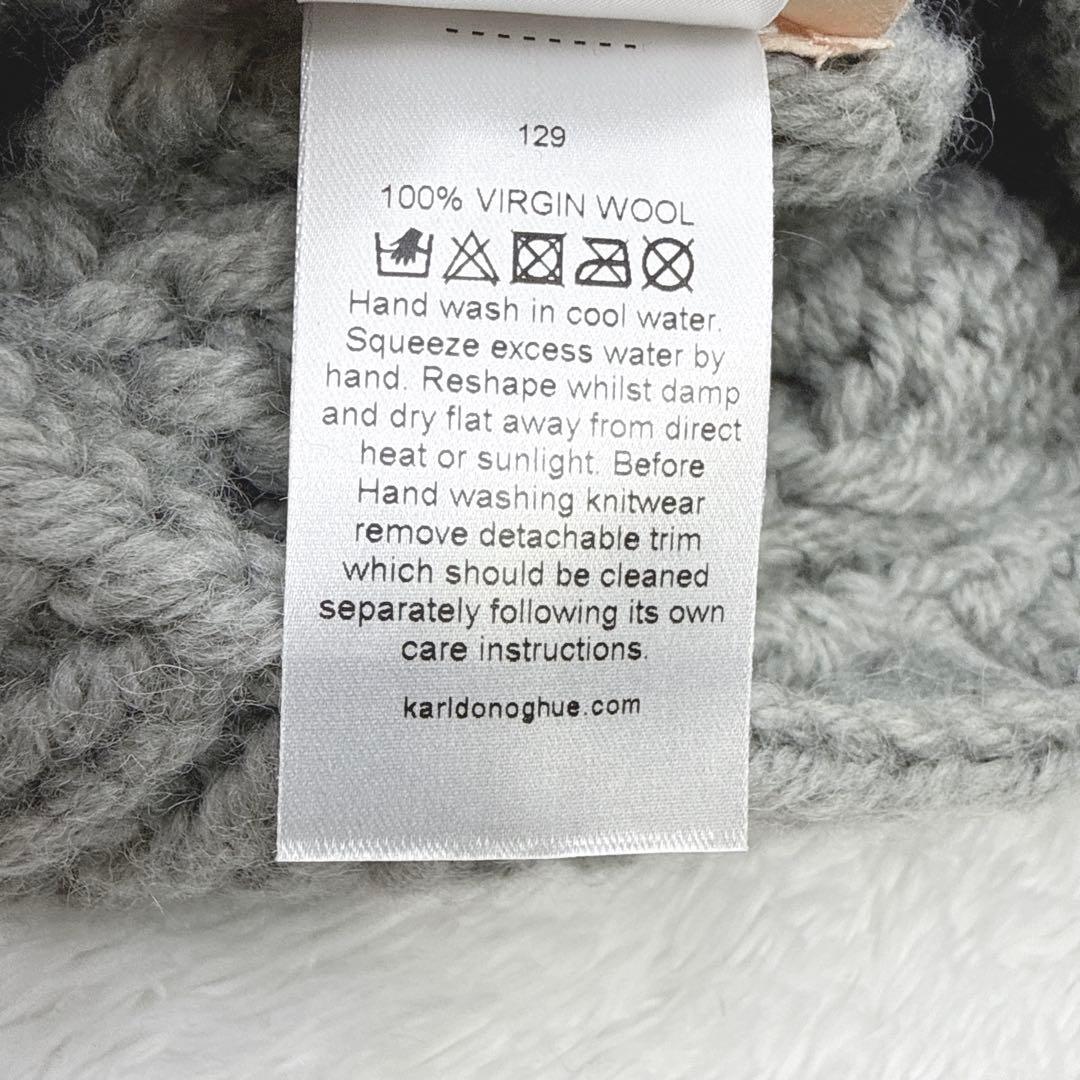 129
100% VIRGIN WOOL
Hand wash in cool water.
Squeeze excess water by
hand. Reshape whilst damp
and dry flat away from direct
heat or sunlight. Before
Hand washing knitwear
remove detachable trim
which should be cleaned
separately following its own
care instructions.
karldonoghue.com